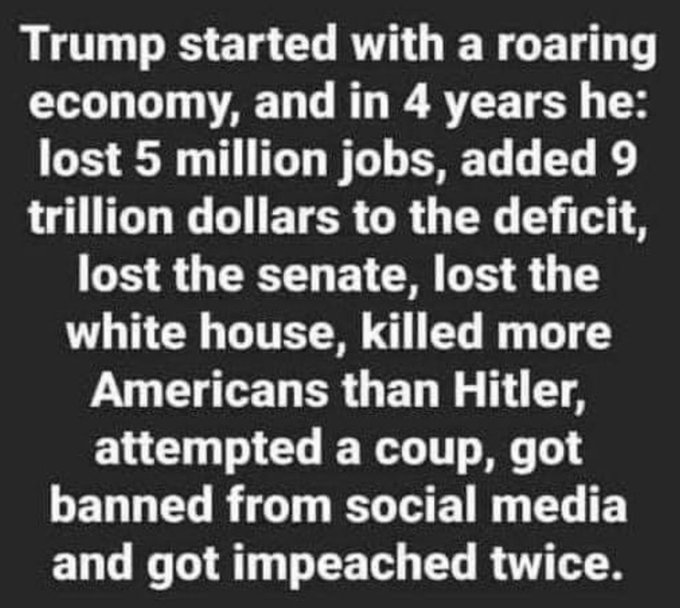 Trump started with a roaring
economy, and in 4 years he:
lost 5 million jobs, added 9
trillion dollars to the deficit,
lost the senate, lost the
white house, killed more
Americans than Hitler,
attempted a coup, got
banned from social media
and got impeached twice.